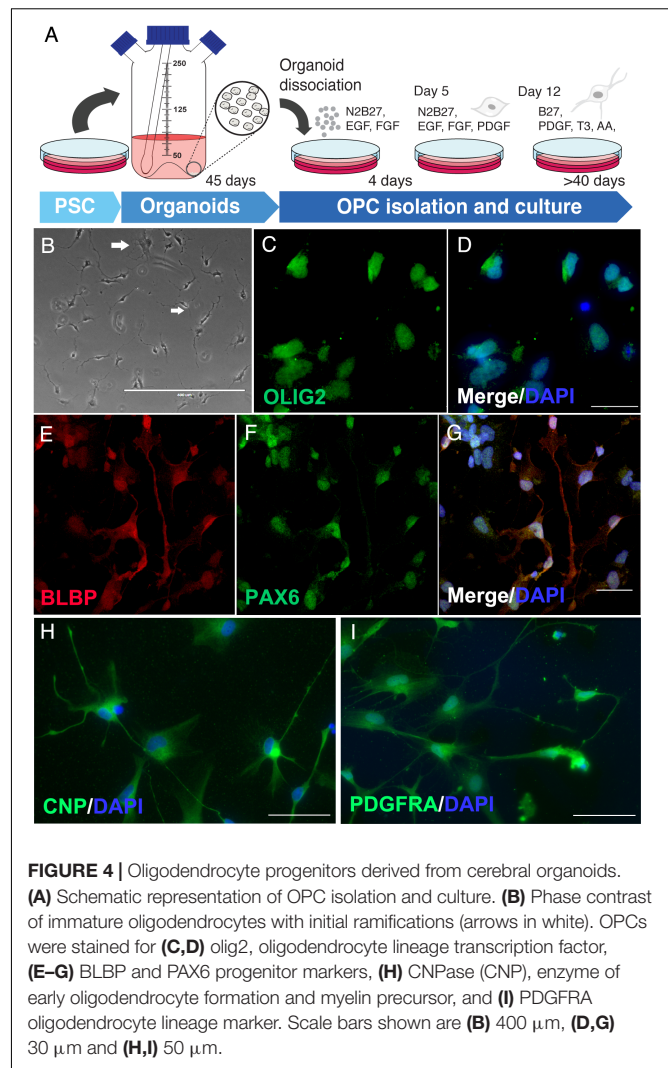 A
250
125
50
Organoid
dissociation
N2B27,
EGF, FGF
Day 5
N2B27,
EGF, FGF, PDGF
Day 12
B27,
PDGF, T3, AA,
45 days
4 days
>40 days
PSC
Organoids
OPC isolation and culture
B
C
OLIG2
D
Merge/DAPI
E
BLBP
F
PAX6
G
Merge/DAPI
H
CNP/DAPI
I
PDGFRA/DAPI
FIGURE 4 | Oligodendrocyte progenitors derived from cerebral organoids.
(A) Schematic representation of OPC isolation and culture. (B) Phase contrast
of immature oligodendrocytes with initial ramifications (arrows in white). OPCs
were stained for (C,D) olig2, oligodendrocyte lineage transcription factor,
(E–G) BLBP and PAX6 progenitor markers, (H) CNPase (CNP), enzyme of
early oligodendrocyte formation and myelin precursor, and (I) PDGFRA
oligodendrocyte lineage marker. Scale bars shown are (B) 400 μm, (D,G)
30 μm and (H,I) 50 μm.